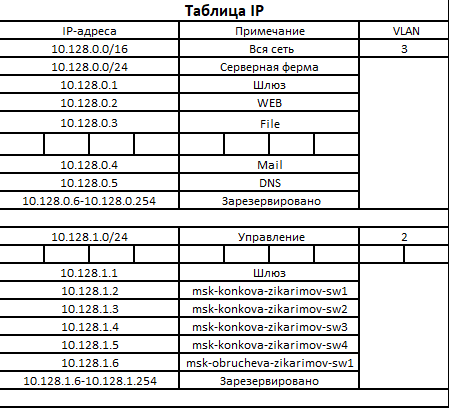 Таблица IP
IP-адреса Примечание VLAN
10.128.0.0/16 Вся сеть 3
10.128.0.0/24 Серверная ферма
10.128.0.1 Шлюз
10.128.0.2 WEB
10.128.0.3 File
10.128.0.4 Mail
10.128.0.5 DNS
10.128.0.6-10.128.0.254 Зарезервировано
10.128.1.0/24 Управление 2
10.128.1.1 Шлюз
10.128.1.2 msk-konkova-zikarimov-sw1
10.128.1.3 msk-konkova-zikarimov-sw2
10.128.1.4 msk-konkova-zikarimov-sw3
10.128.1.5 msk-konkova-zikarimov-sw4
10.128.1.6 msk-obrucheva-zikarimov-sw1
10.128.1.6-10.128.1.254 Зарезервировано